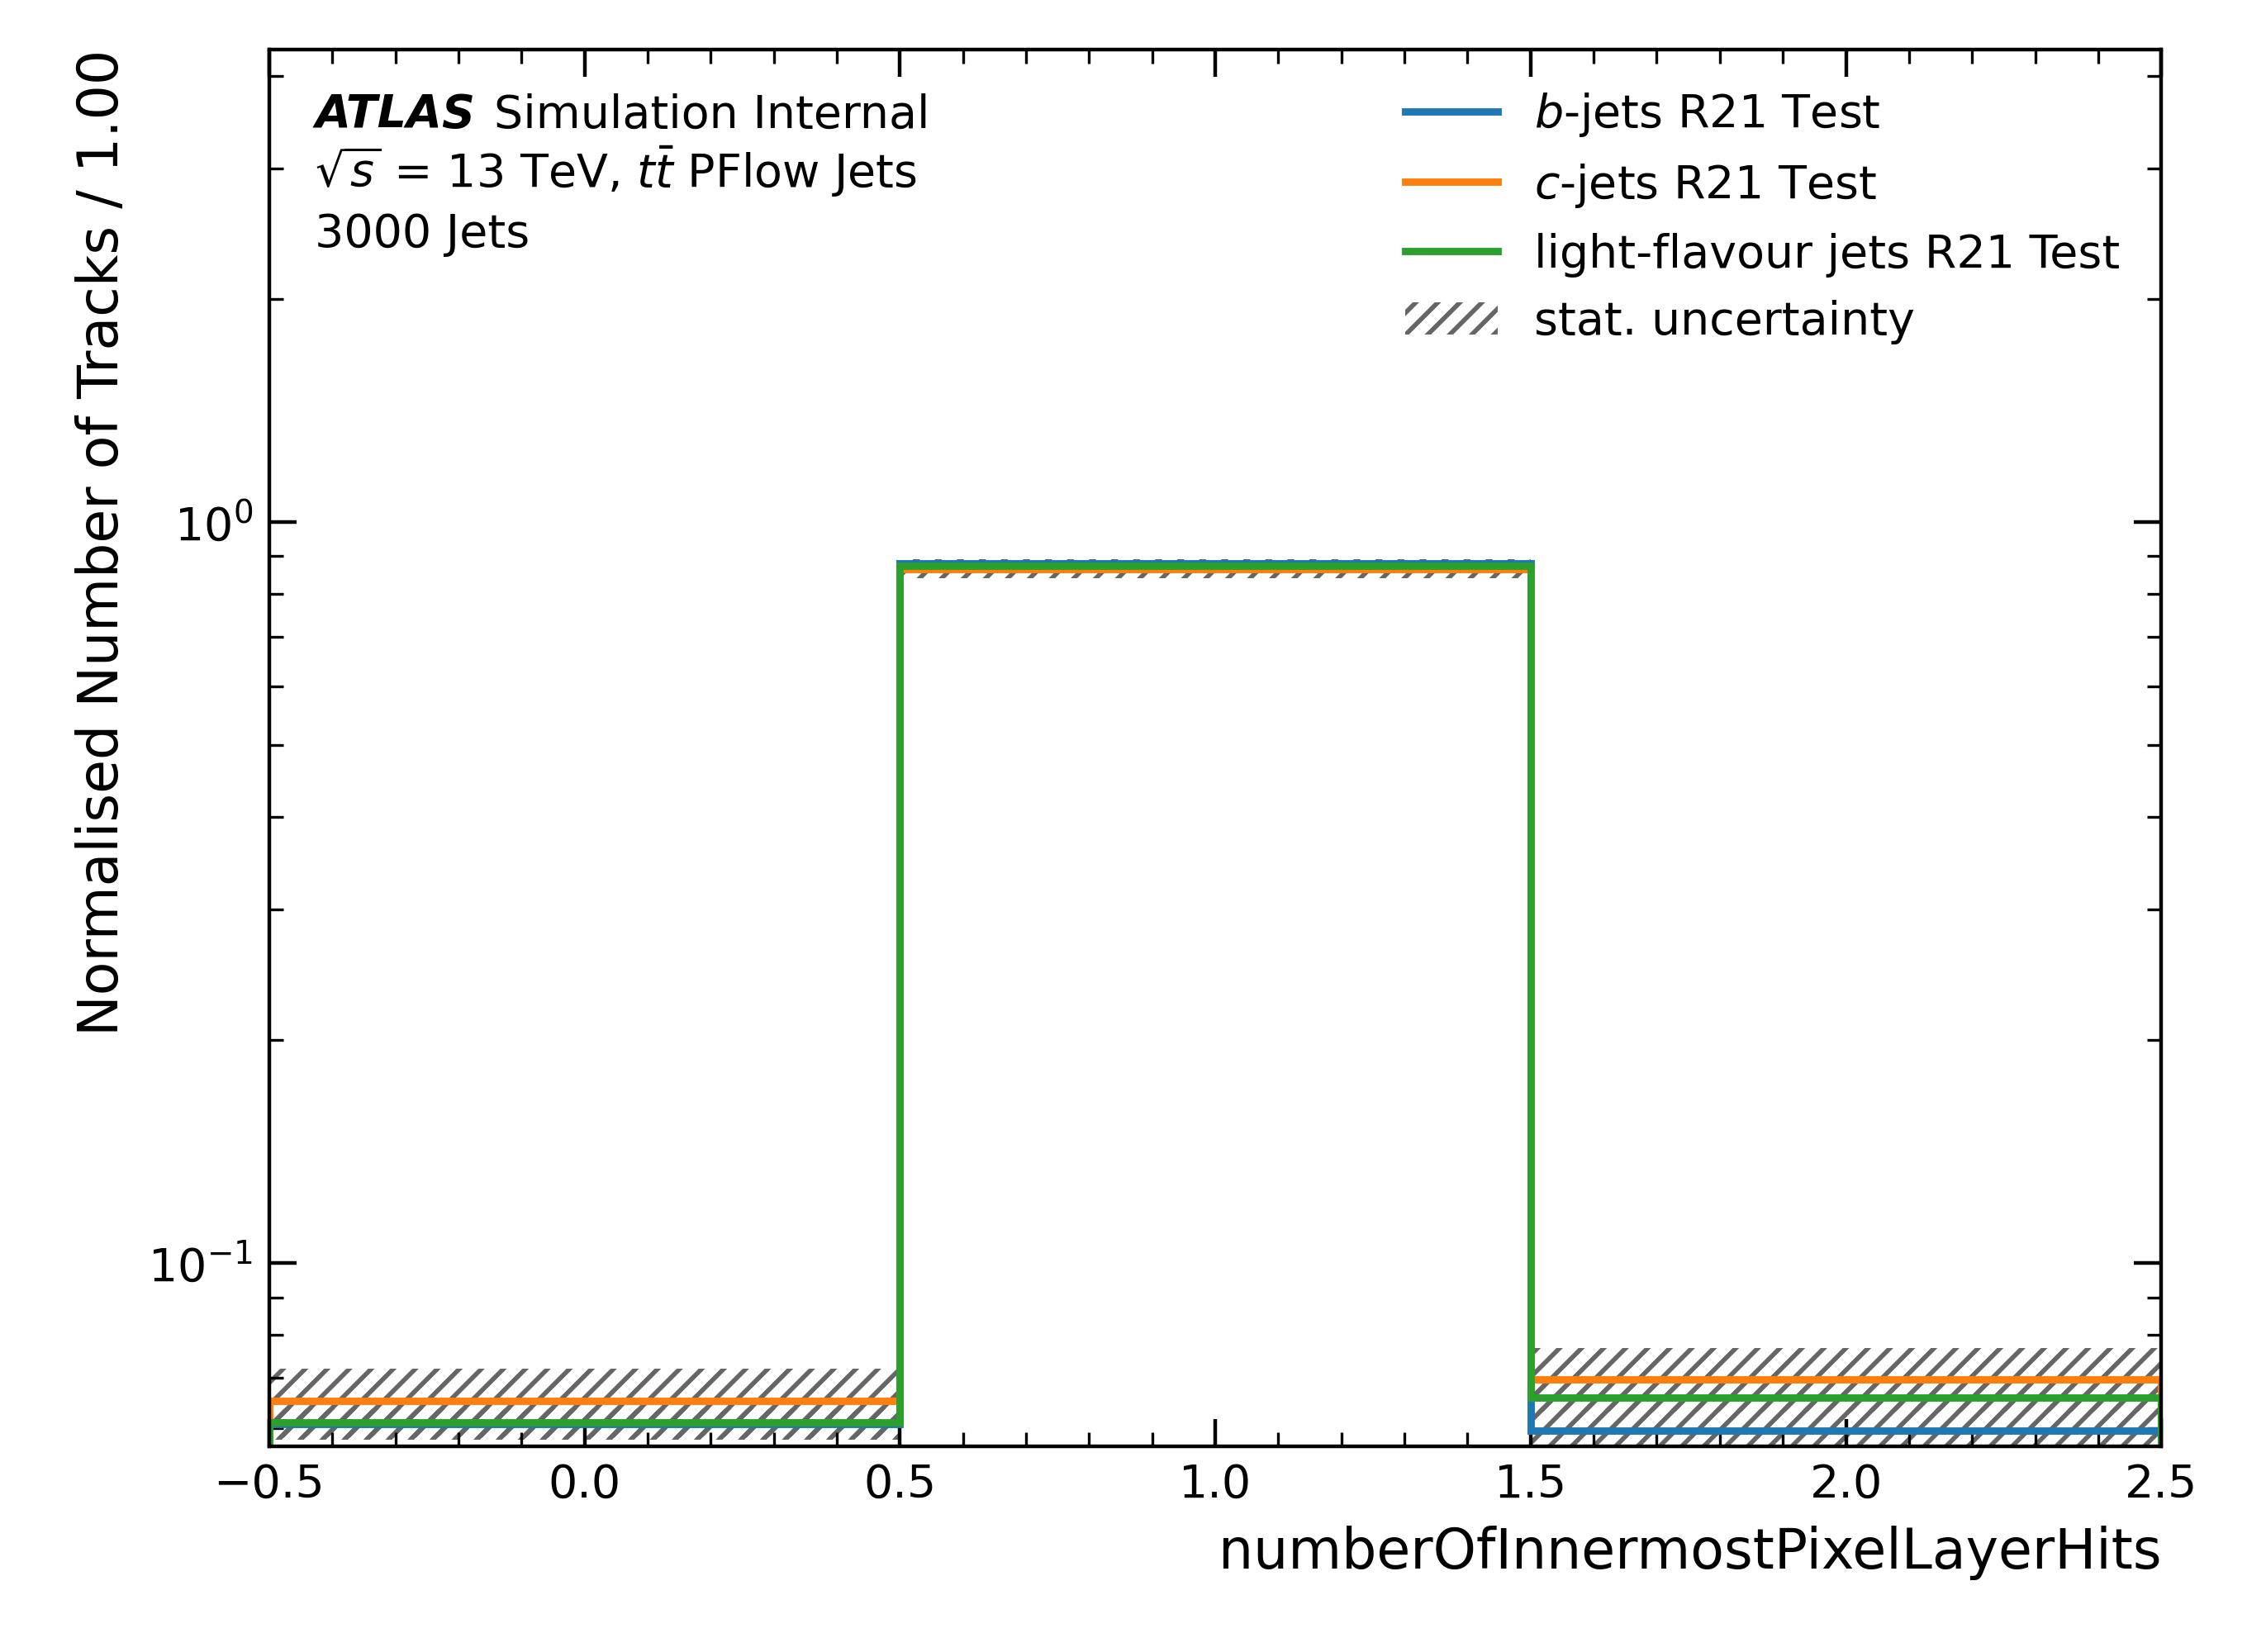 Normalised Number of Tracks / 1.00
ATLAS Simulation Internal
√s = 13 TeV, tt̄ PFlow Jets
3000 Jets
b-jets R21 Test
c-jets R21 Test
light-flavour jets R21 Test
stat. uncertainty
10⁰
10⁻¹
−0.5 0.0 0.5 1.0 1.5 2.0 2.5
numberOfInnermostPixelLayerHits